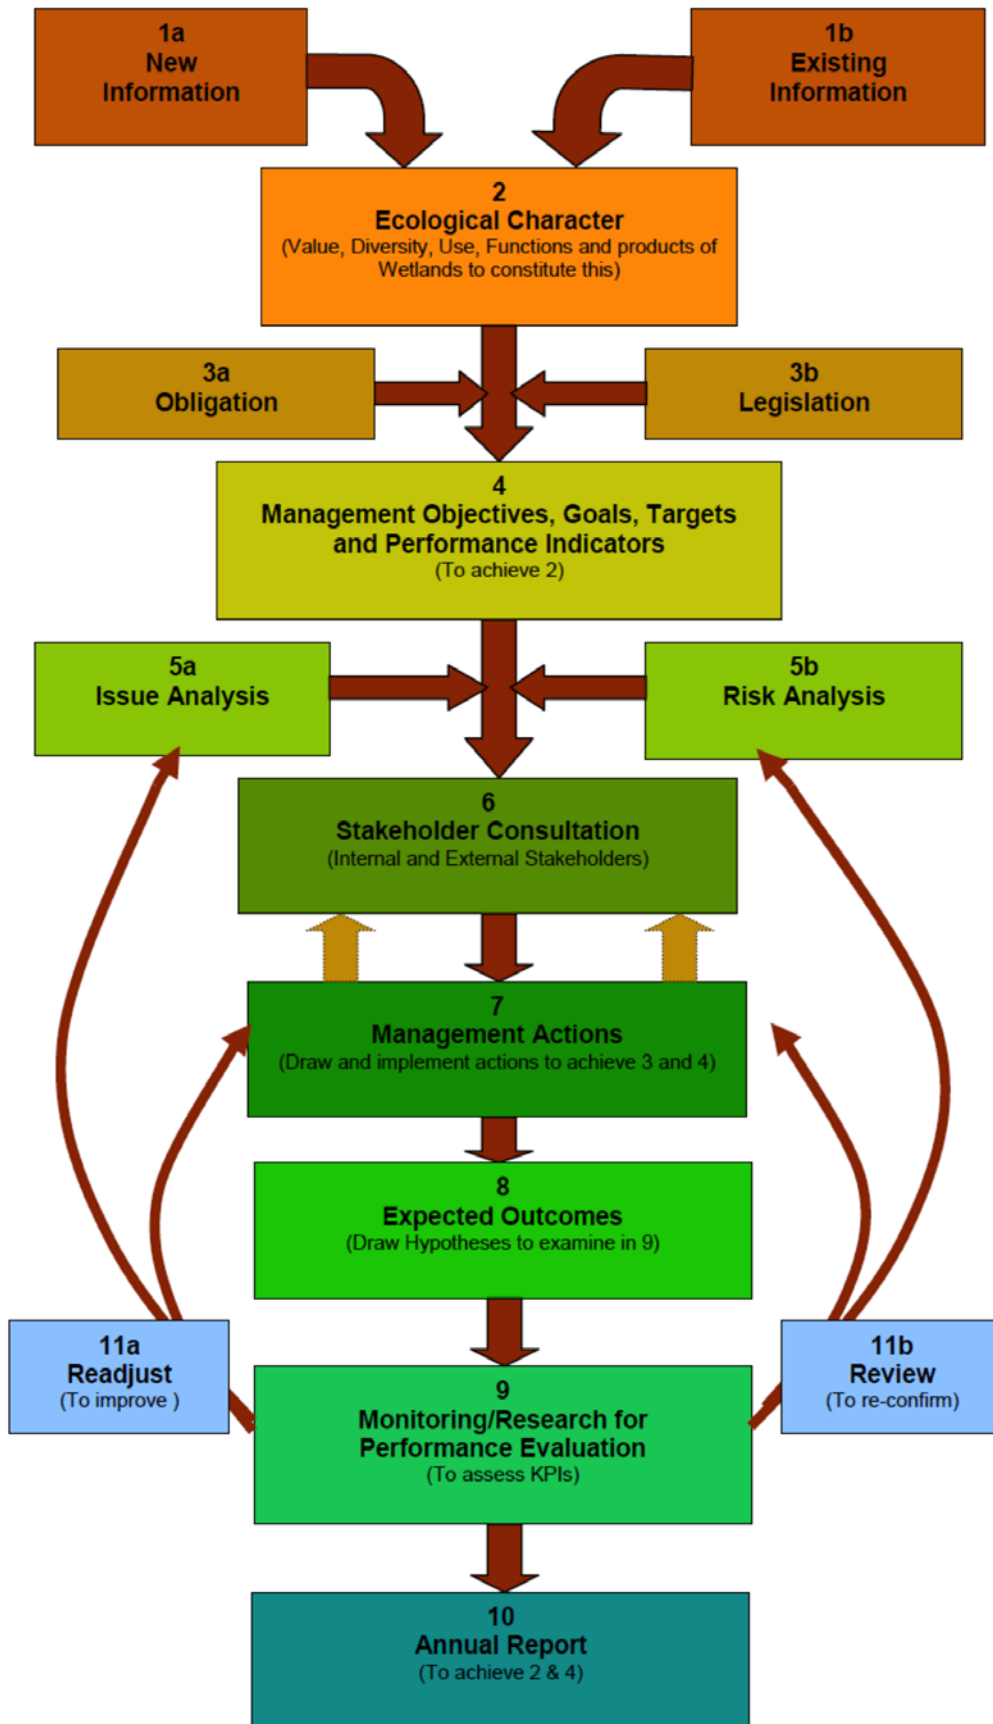 1a
New
Information
1b
Existing
Information
2
Ecological Character
(Value, Diversity, Use, Functions and products of
Wetlands to constitute this)
3a
Obligation
3b
Legislation
4
Management Objectives, Goals, Targets
and Performance Indicators
(To achieve 2)
5a
Issue Analysis
5b
Risk Analysis
6
Stakeholder Consultation
(Internal and External Stakeholders)
7
Management Actions
(Draw and implement actions to achieve 3 and 4)
8
Expected Outcomes
(Draw Hypotheses to examine in 9)
11a
Readjust
(To improve )
11b
Review
(To re-confirm)
9
Monitoring/Research for
Performance Evaluation
(To assess KPIs)
10
Annual Report
(To achieve 2 & 4)